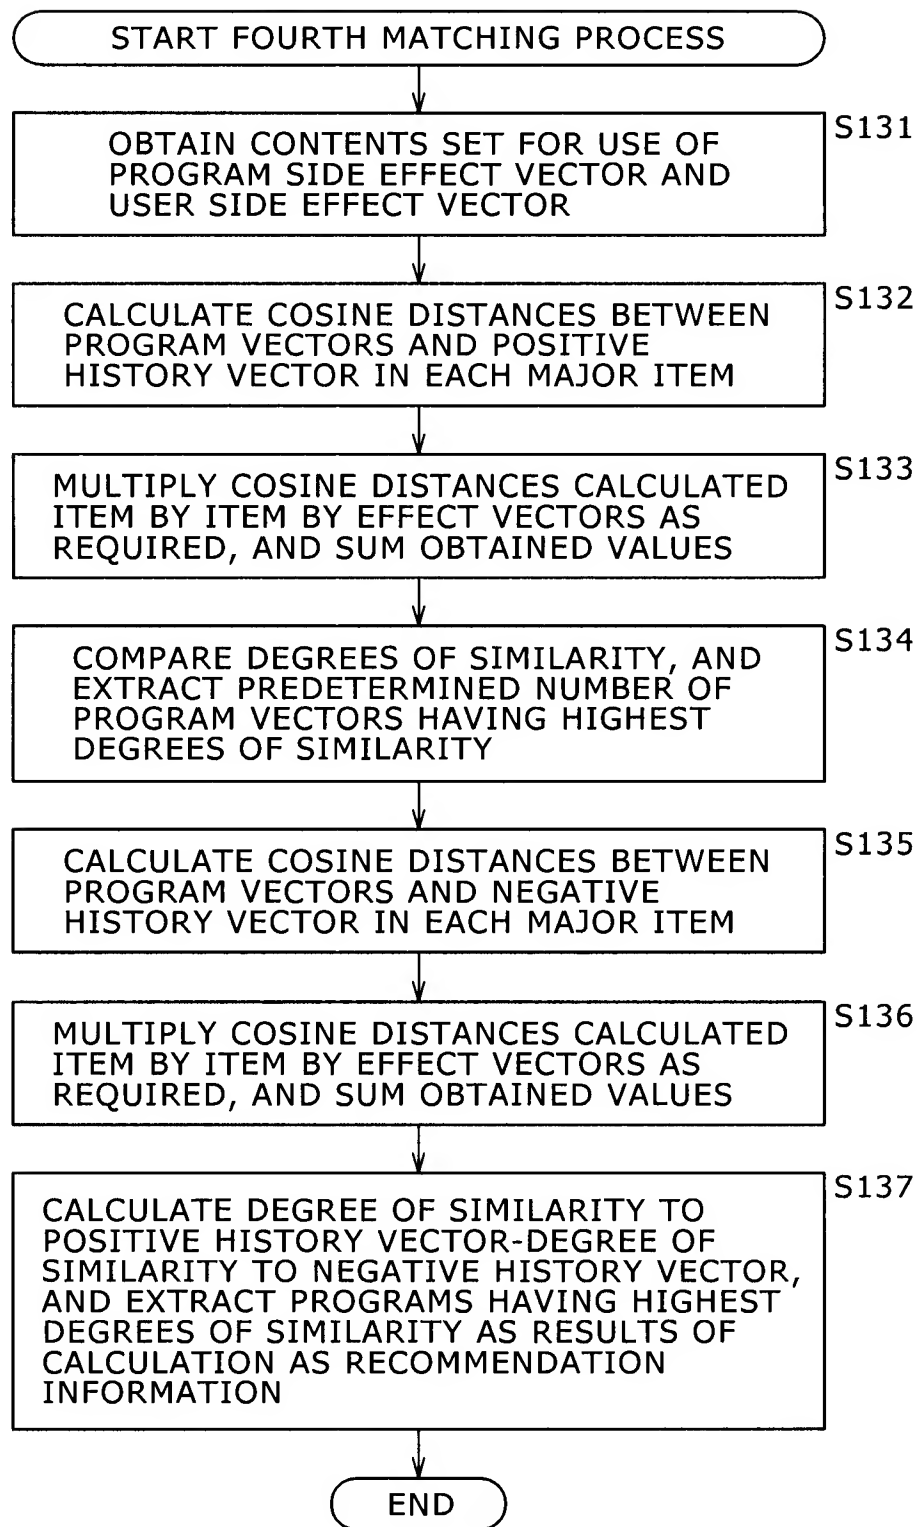 START FOURTH MATCHING PROCESS
S131
OBTAIN CONTENTS SET FOR USE OF
PROGRAM SIDE EFFECT VECTOR AND
USER SIDE EFFECT VECTOR
S132
CALCULATE COSINE DISTANCES BETWEEN
PROGRAM VECTORS AND POSITIVE
HISTORY VECTOR IN EACH MAJOR ITEM
S133
MULTIPLY COSINE DISTANCES CALCULATED
ITEM BY ITEM BY EFFECT VECTORS AS
REQUIRED, AND SUM OBTAINED VALUES
S134
COMPARE DEGREES OF SIMILARITY, AND
EXTRACT PREDETERMINED NUMBER OF
PROGRAM VECTORS HAVING HIGHEST
DEGREES OF SIMILARITY
S135
CALCULATE COSINE DISTANCES BETWEEN
PROGRAM VECTORS AND NEGATIVE
HISTORY VECTOR IN EACH MAJOR ITEM
S136
MULTIPLY COSINE DISTANCES CALCULATED
ITEM BY ITEM BY EFFECT VECTORS AS
REQUIRED, AND SUM OBTAINED VALUES
S137
CALCULATE DEGREE OF SIMILARITY TO
POSITIVE HISTORY VECTOR-DEGREE OF
SIMILARITY TO NEGATIVE HISTORY VECTOR,
AND EXTRACT PROGRAMS HAVING HIGHEST
DEGREES OF SIMILARITY AS RESULTS OF
CALCULATION AS RECOMMENDATION
INFORMATION
END